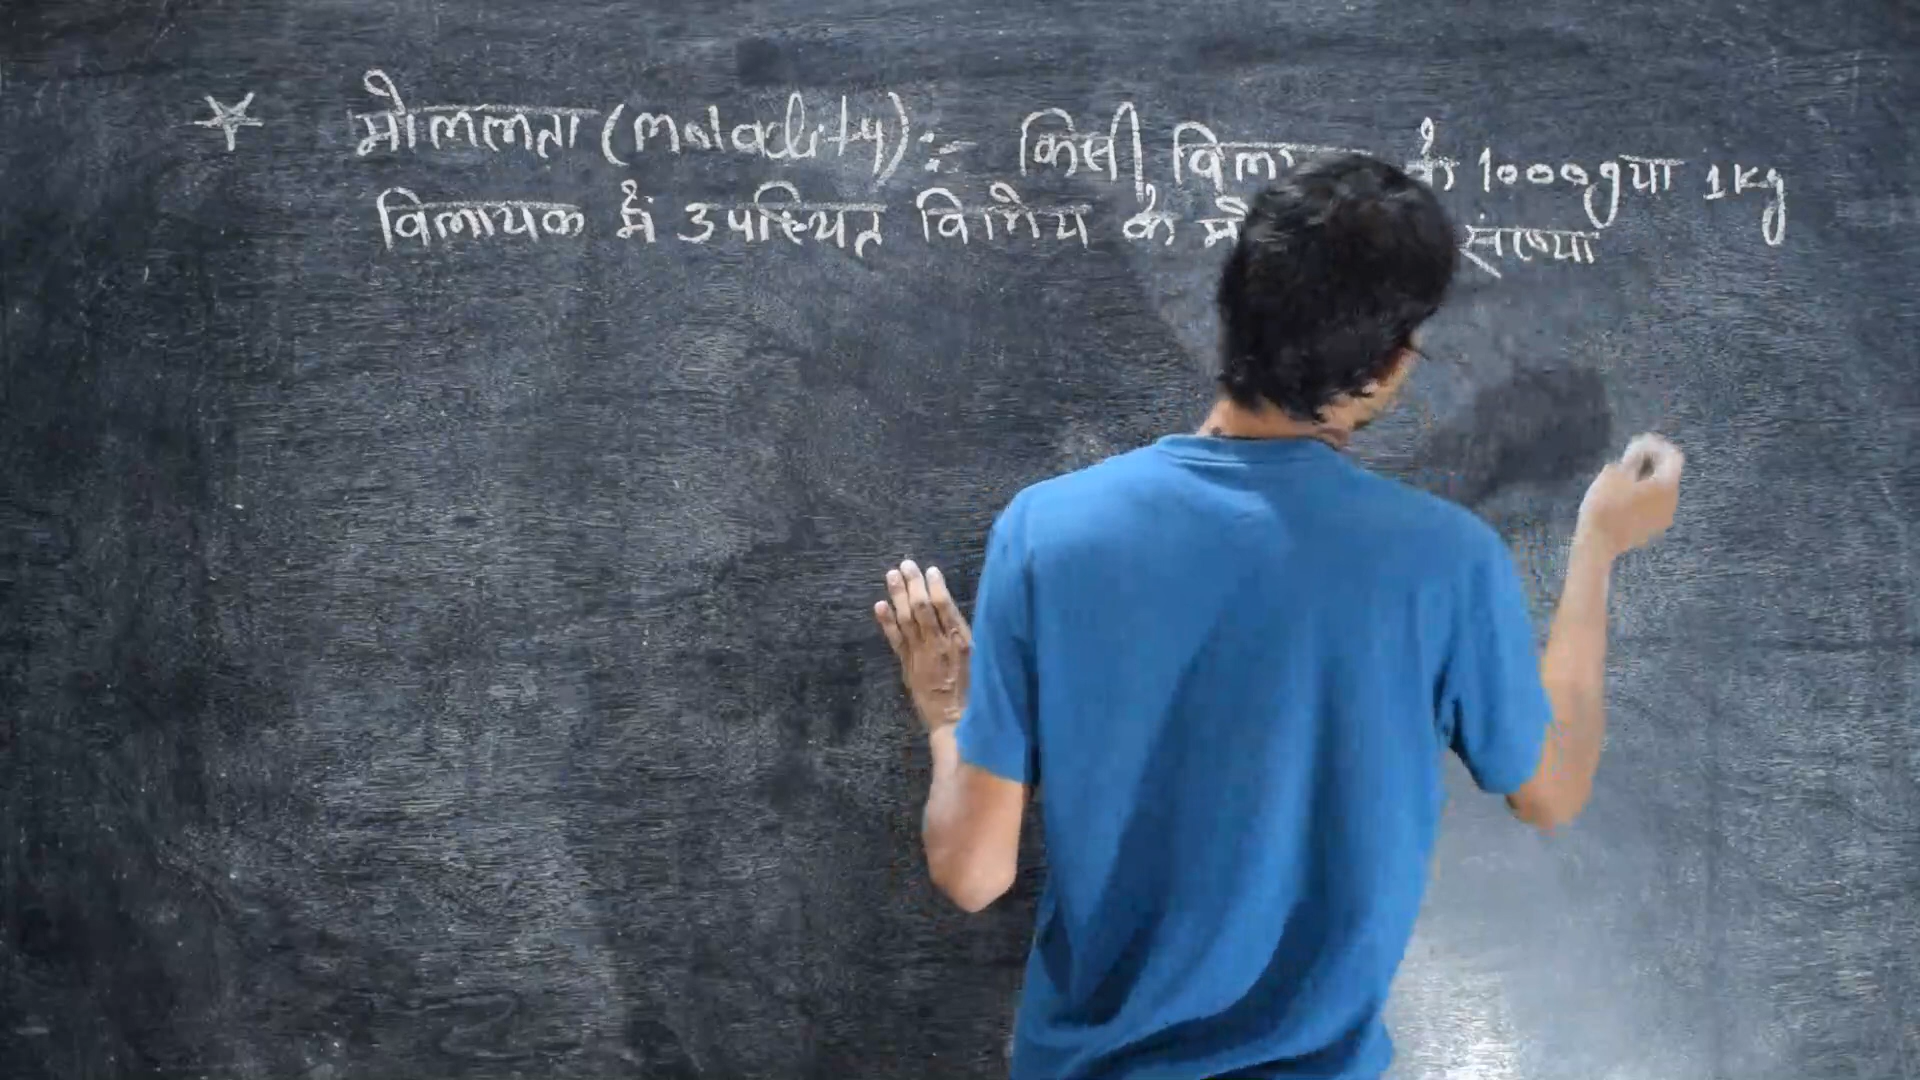 मोललता (molality):- किसी के 1000g या 1Kg
विलायक में उपस्थित विलेय के संख्या